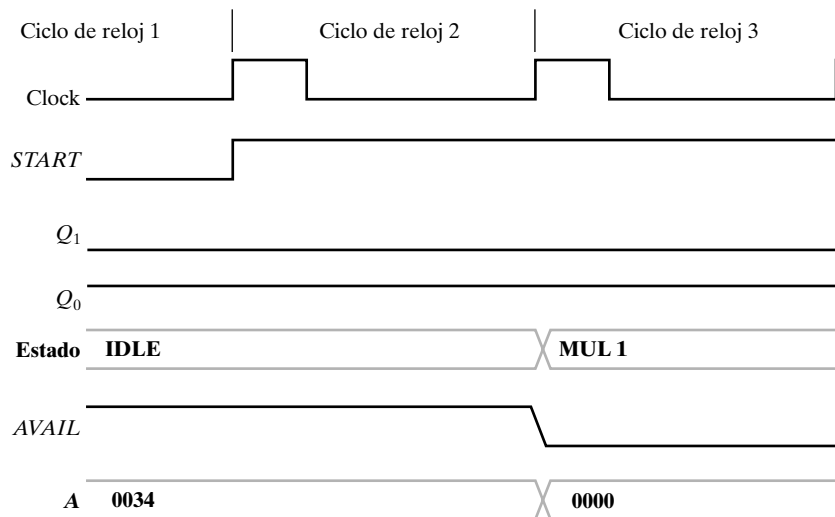 Ciclo de reloj 1 Ciclo de reloj 2 Ciclo de reloj 3
Clock
START
Q1
Q0
Estado IDLE MUL 1
AVAIL
A 0034 0000